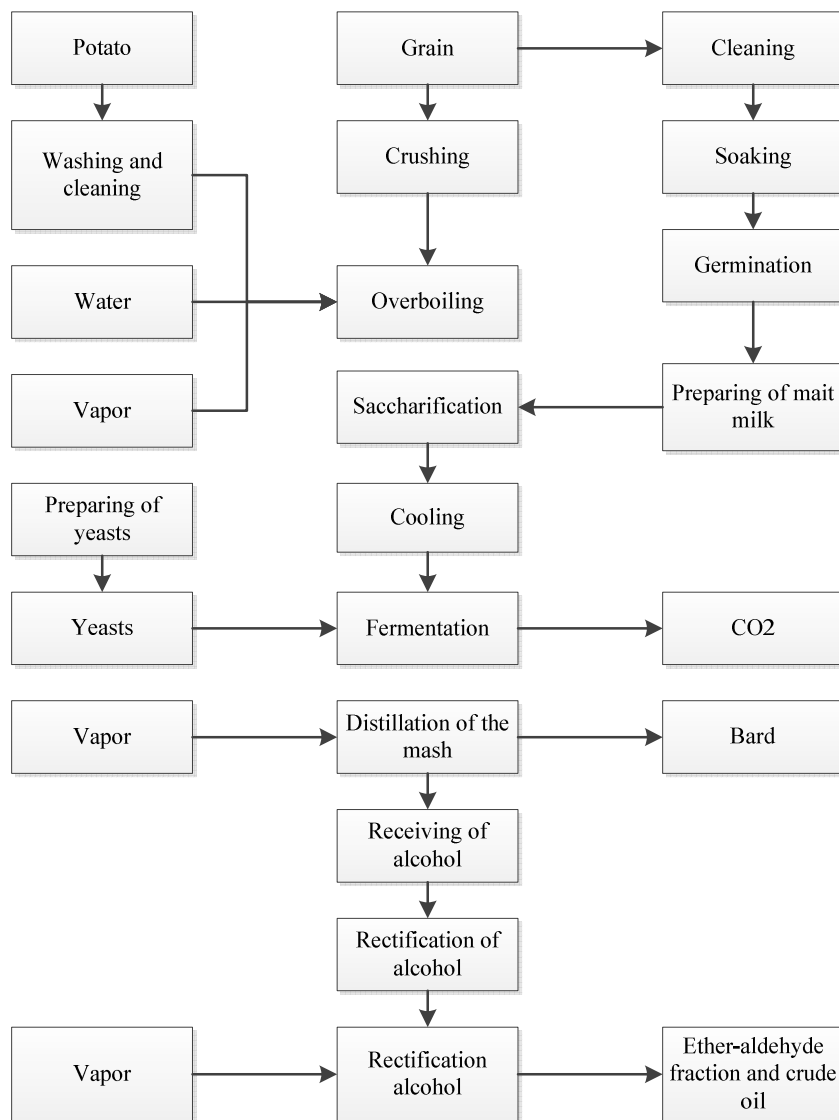 Potato
Grain
Cleaning
Washing and
cleaning
Crushing
Soaking
Water
Overboiling
Germination
Vapor
Saccharification
Preparing of mait
milk
Preparing of
yeasts
Cooling
Yeasts
Fermentation
CO2
Vapor
Distillation of the
mash
Bard
Receiving of
alcohol
Rectification of
alcohol
Vapor
Rectification
alcohol
Ether-aldehyde
fraction and crude
oil